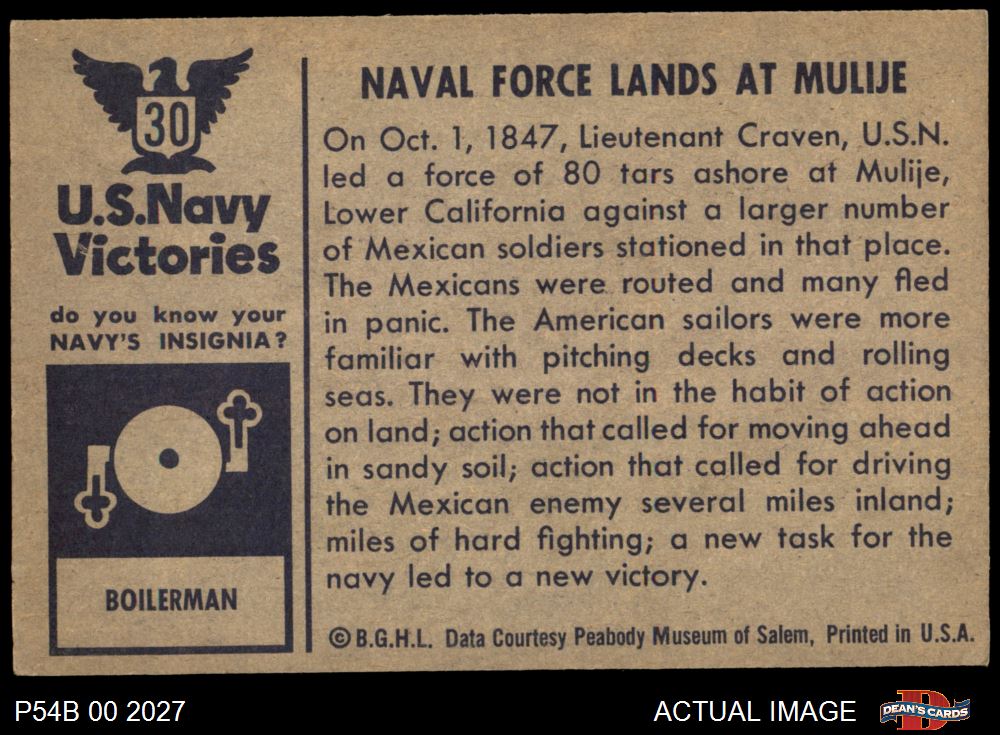 30
U.S.Navy
Victories
do you know your
NAVY'S INSIGNIA?
BOILERMAN
NAVAL FORCE LANDS AT MULIJE
On Oct. 1, 1847, Lieutenant Craven, U.S.N.
led a force of 80 tars ashore at Mulije,
Lower California against a larger number
of Mexican soldiers stationed in that place.
The Mexicans were routed and many fled
in panic. The American sailors were more
familiar with pitching decks and rolling
seas. They were not in the habit of action
on land; action that called for moving ahead
in sandy soil; action that called for driving
the Mexican enemy several miles inland;
miles of hard fighting; a new task for the
navy led to a new victory.
© B.G.H.L. Data Courtesy Peabody Museum of Salem, Printed in U.S.A.
P54B 00 2027
ACTUAL IMAGE
D
DEAN'S CARDS